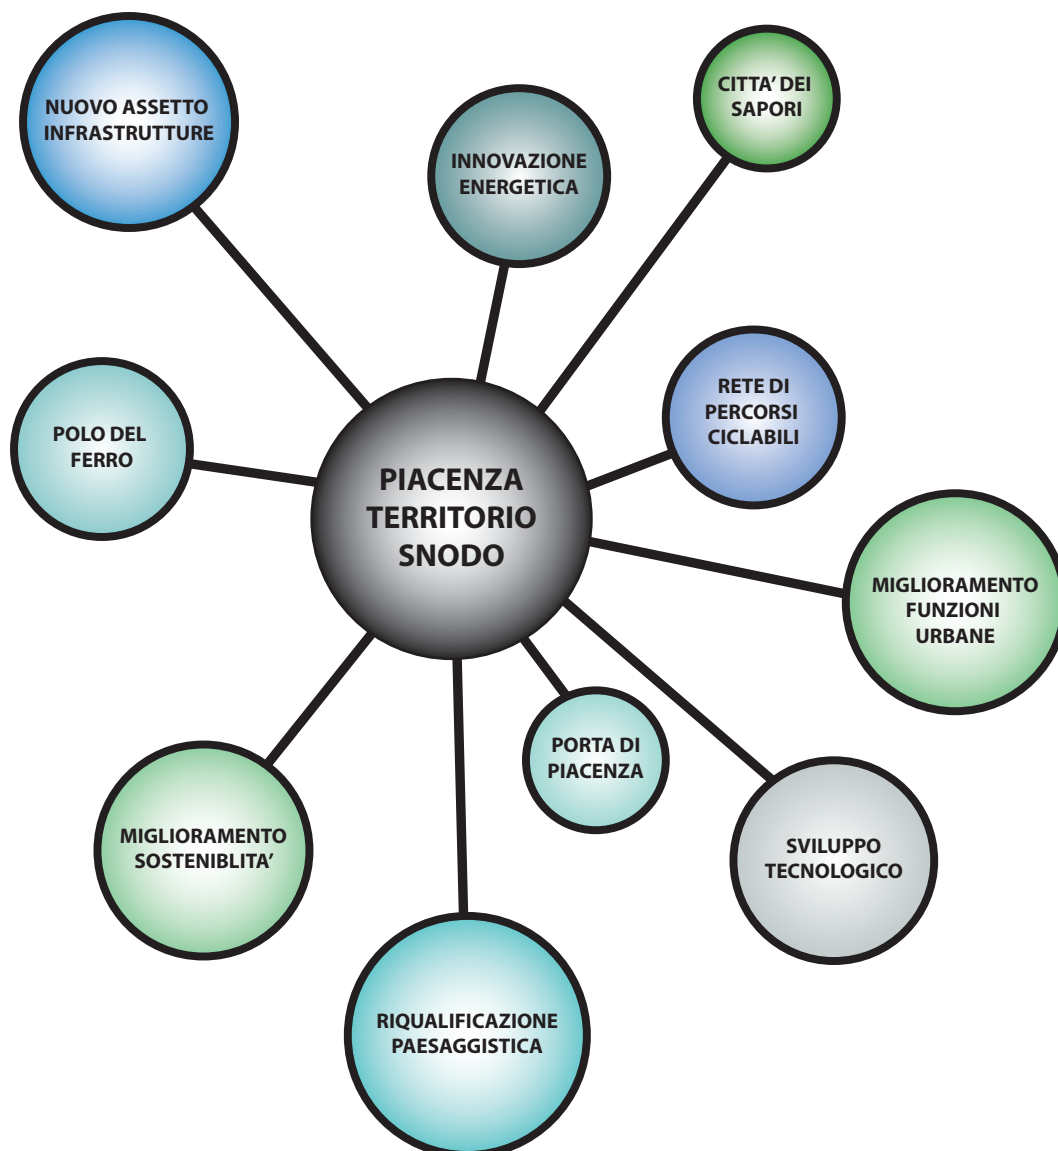 NUOVO ASSETTO
INFRASTRUTTURE
INNOVAZIONE
ENERGETICA
CITTA' DEI
SAPORI
POLO DEL
FERRO
PIACENZA
TERRITORIO
SNODO
RETE DI
PERCORSI
CICLABILI
MIGLIORAMENTO
FUNZIONI
URBANE
PORTA DI
PIACENZA
MIGLIORAMENTO
SOSTENIBLITA'
SVILUPPO
TECNOLOGICO
RIQUALIFICAZIONE
PAESAGGISTICA